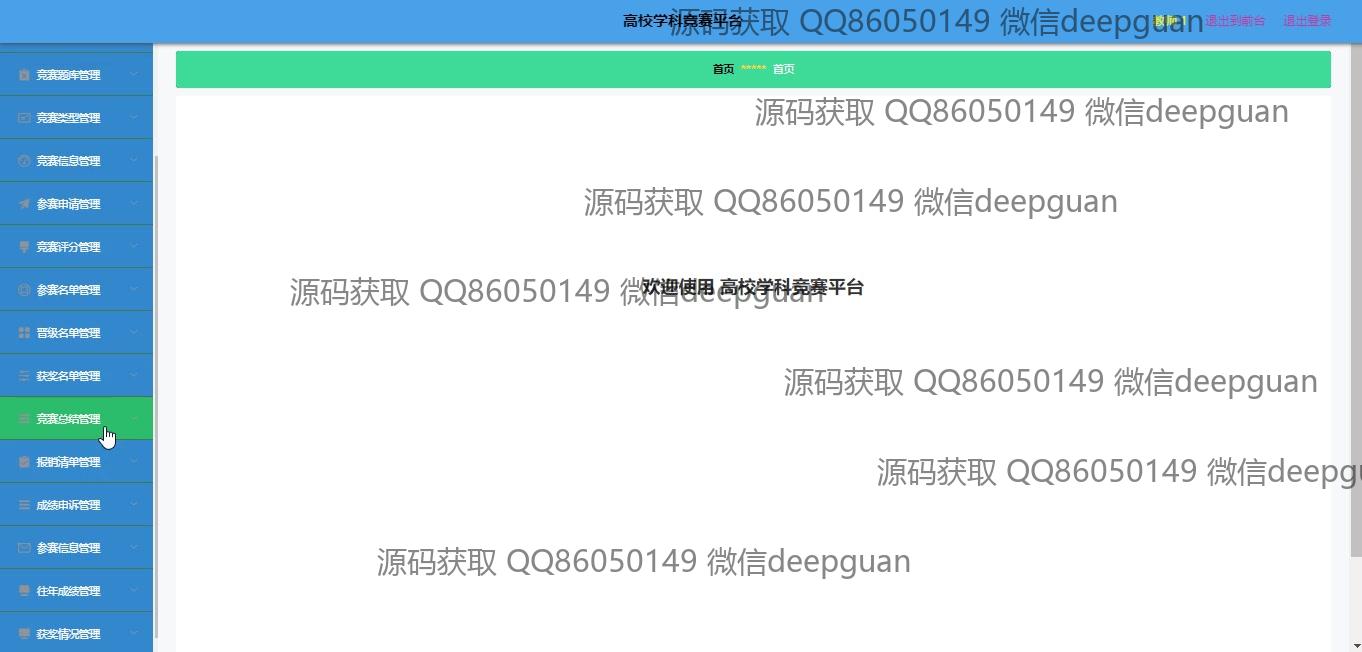 高校学科竞赛平台
源码获取 QQ86050149 微信deepguan
退出到前台
退出登录
首页 ***** 首页
竞赛题库管理
竞赛类型管理
竞赛信息管理
参赛申请管理
竞赛评分管理
参赛名单管理
晋级名单管理
获奖名单管理
竞赛总结管理
报销清单管理
成绩申诉管理
参赛信息管理
往年成绩管理
获奖情况管理
源码获取 QQ86050149 微信deepguan
源码获取 QQ86050149 微信deepguan
源码获取 QQ86050149 微信deepguan
欢迎使用 高校学科竞赛平台
源码获取 QQ86050149 微信deepguan
源码获取 QQ86050149 微信deepgu
源码获取 QQ86050149 微信deepguan